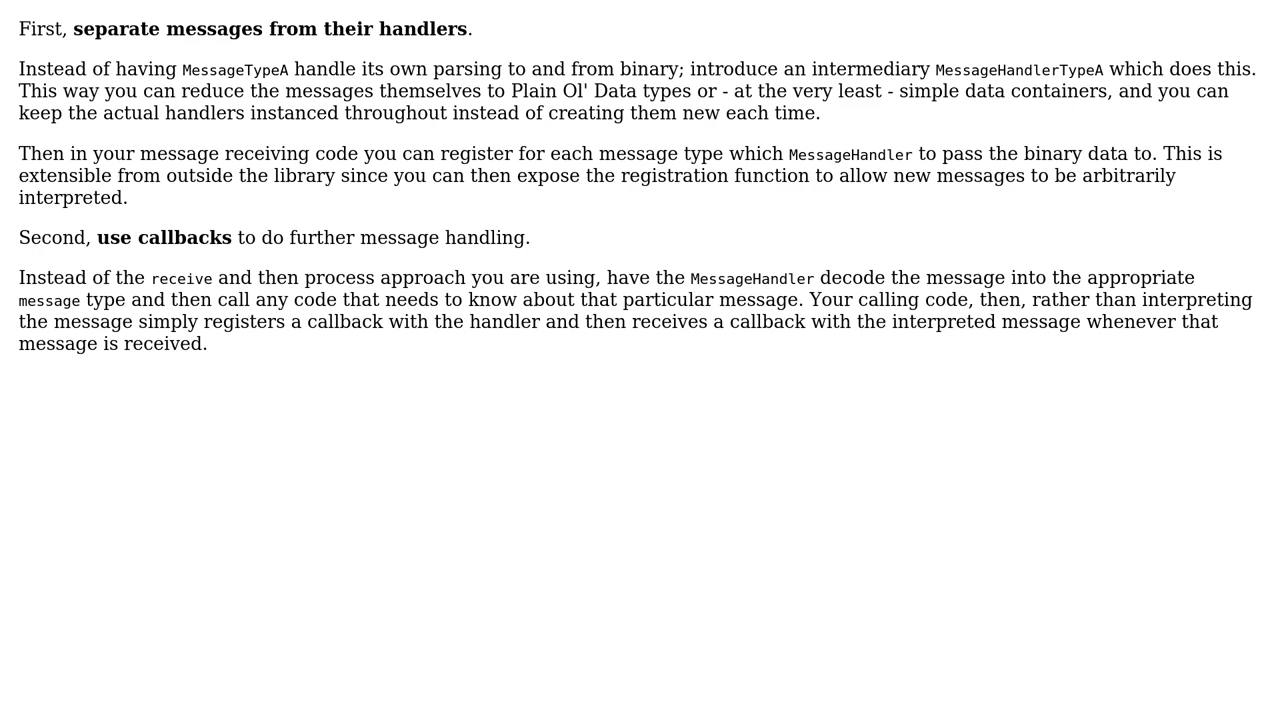 First, separate messages from their handlers.
Instead of having MessageTypeA handle its own parsing to and from binary; introduce an intermediary MessageHandlerTypeA which does this.
This way you can reduce the messages themselves to Plain Ol' Data types or - at the very least - simple data containers, and you can
keep the actual handlers instanced throughout instead of creating them new each time.
Then in your message receiving code you can register for each message type which MessageHandler to pass the binary data to. This is
extensible from outside the library since you can then expose the registration function to allow new messages to be arbitrarily
interpreted.
Second, use callbacks to do further message handling.
Instead of the receive and then process approach you are using, have the MessageHandler decode the message into the appropriate
message type and then call any code that needs to know about that particular message. Your calling code, then, rather than interpreting
the message simply registers a callback with the handler and then receives a callback with the interpreted message whenever that
message is received.